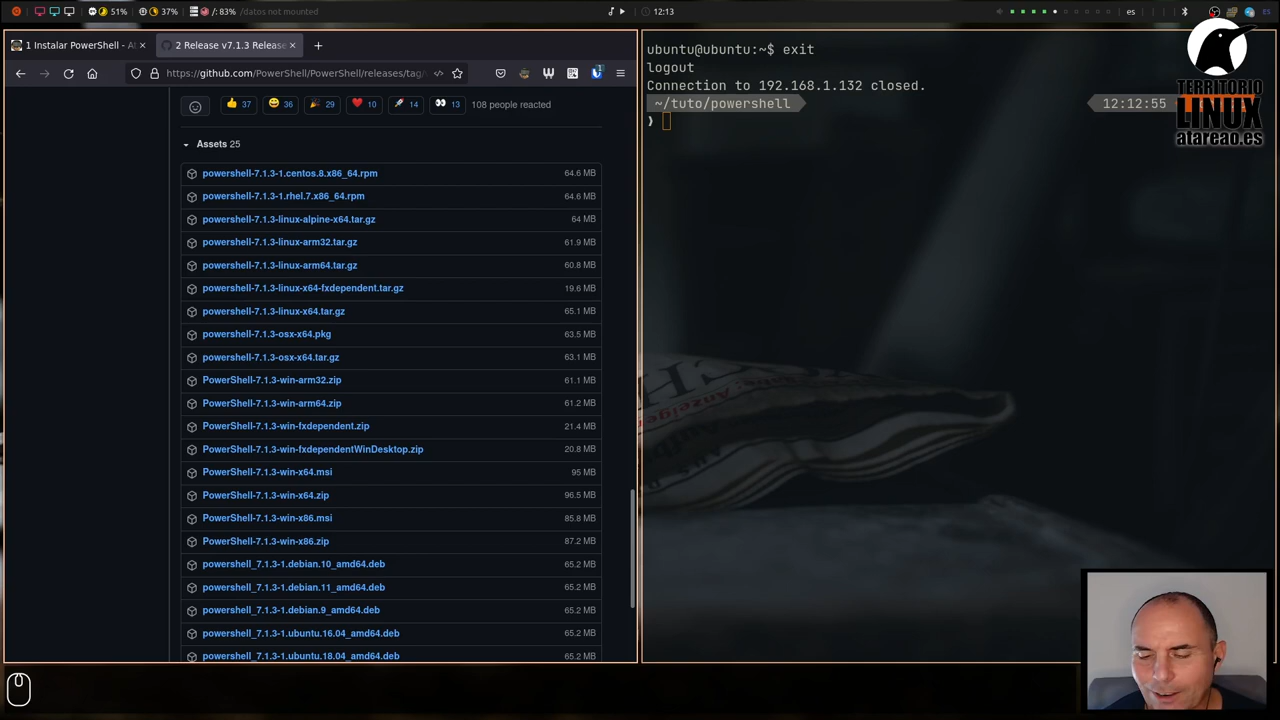 51% 37% /: 83% /datos not mounted
12:13
es
ES
1 Instalar PowerShell - At
2 Release v7.1.3 Release
https://github.com/PowerShell/PowerShell/releases/tag/
37 36 29 10 14 13 108 people reacted
Assets 25
powershell-7.1.3-1.centos.8.x86_64.rpm 64.6 MB
powershell-7.1.3-1.rhel.7.x86_64.rpm 64.6 MB
powershell-7.1.3-linux-alpine-x64.tar.gz 64 MB
powershell-7.1.3-linux-arm32.tar.gz 61.9 MB
powershell-7.1.3-linux-arm64.tar.gz 60.8 MB
powershell-7.1.3-linux-x64-fxdependent.tar.gz 19.6 MB
powershell-7.1.3-linux-x64.tar.gz 65.1 MB
powershell-7.1.3-osx-x64.pkg 63.5 MB
powershell-7.1.3-osx-x64.tar.gz 63.1 MB
PowerShell-7.1.3-win-arm32.zip 61.1 MB
PowerShell-7.1.3-win-arm64.zip 61.2 MB
PowerShell-7.1.3-win-fxdependent.zip 21.4 MB
PowerShell-7.1.3-win-fxdependentWinDesktop.zip 20.8 MB
PowerShell-7.1.3-win-x64.msi 95 MB
PowerShell-7.1.3-win-x64.zip 96.5 MB
PowerShell-7.1.3-win-x86.msi 85.8 MB
PowerShell-7.1.3-win-x86.zip 87.2 MB
powershell_7.1.3-1.debian.10_amd64.deb 65.2 MB
powershell_7.1.3-1.debian.11_amd64.deb 65.2 MB
powershell_7.1.3-1.debian.9_amd64.deb 65.2 MB
powershell_7.1.3-1.ubuntu.16.04_amd64.deb 65.2 MB
powershell_7.1.3-1.ubuntu.18.04_amd64.deb 65.2 MB
ubuntu@ubuntu:~$ exit
logout
Connection to 192.168.1.132 closed.
~/tuto/powershell 12:12:55
❯
TERRITORIO
LINUX
atareao.es